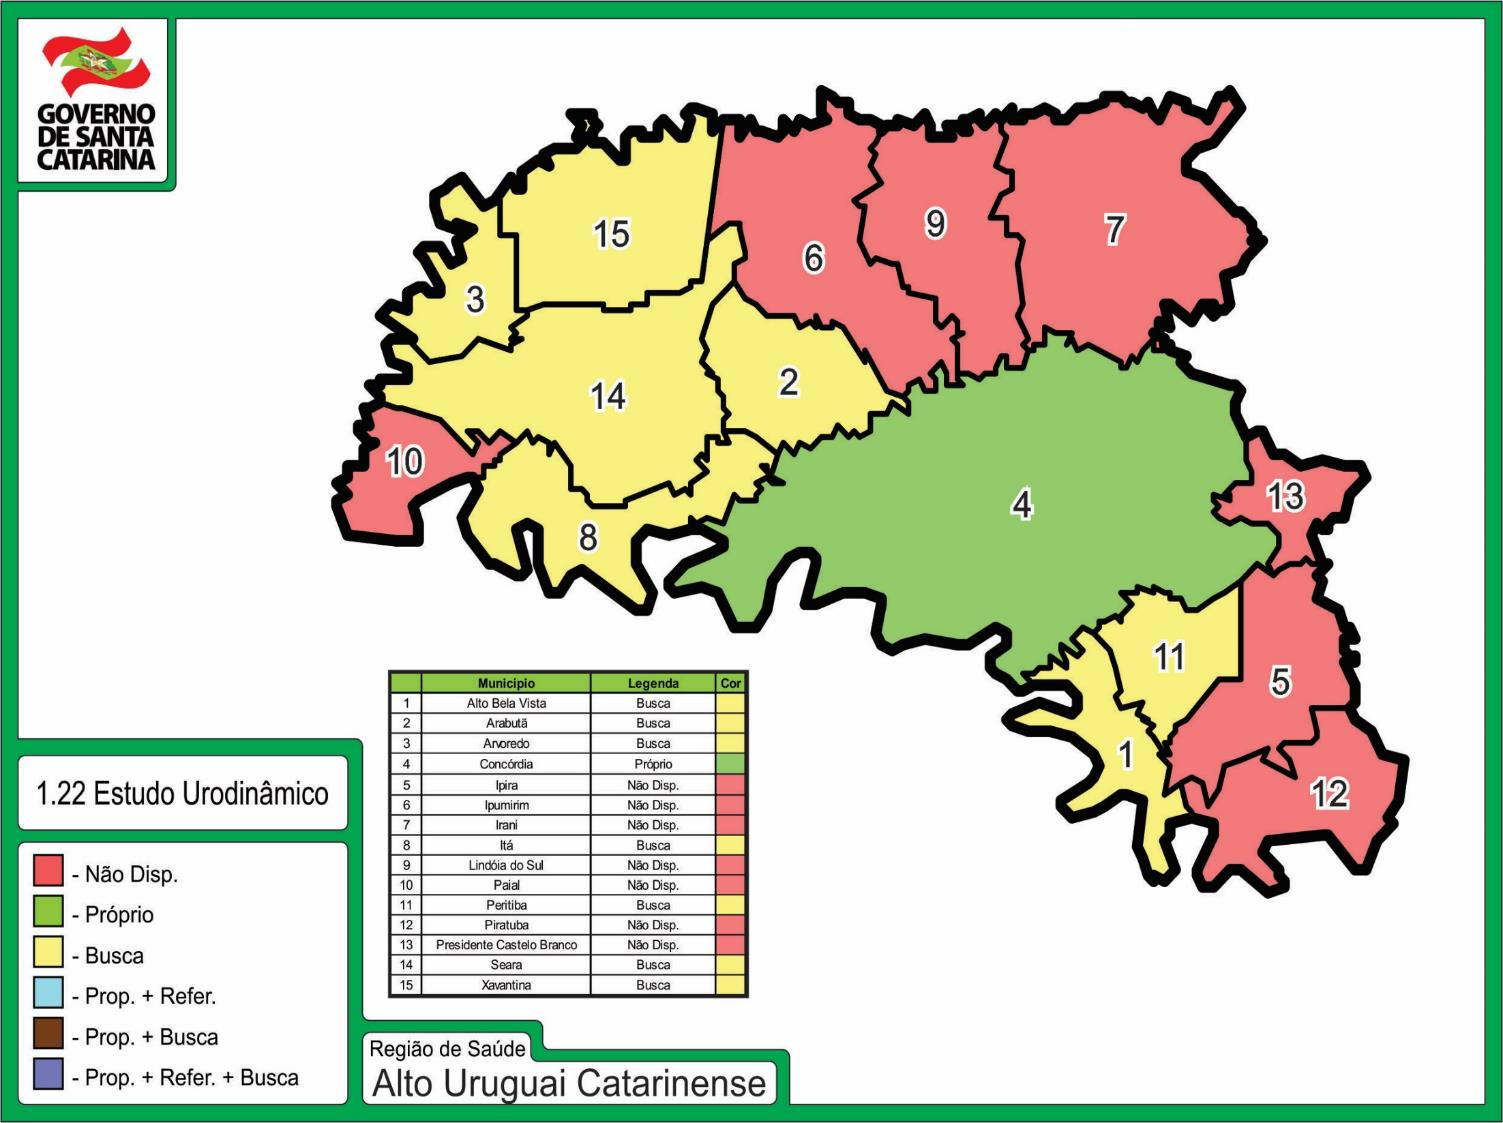 GOVERNO
DE SANTA
CATARINA
15
6
9
7
3
14
2
10
8
4
13
11
5
1
12
Municipio Legenda Cor
1 Alto Bela Vista Busca
2 Arabutã Busca
3 Arvoredo Busca
4 Concórdia Próprio
5 Ipira Não Disp.
6 Ipumirim Não Disp.
7 Irani Não Disp.
8 Itá Busca
9 Lindóia do Sul Não Disp.
10 Paial Não Disp.
11 Peritiba Busca
12 Piratuba Não Disp.
13 Presidente Castelo Branco Não Disp.
14 Seara Busca
15 Xavantina Busca
1.22 Estudo Urodinâmico
- Não Disp.
- Próprio
- Busca
- Prop. + Refer.
- Prop. + Busca
- Prop. + Refer. + Busca
Região de Saúde
Alto Uruguai Catarinense